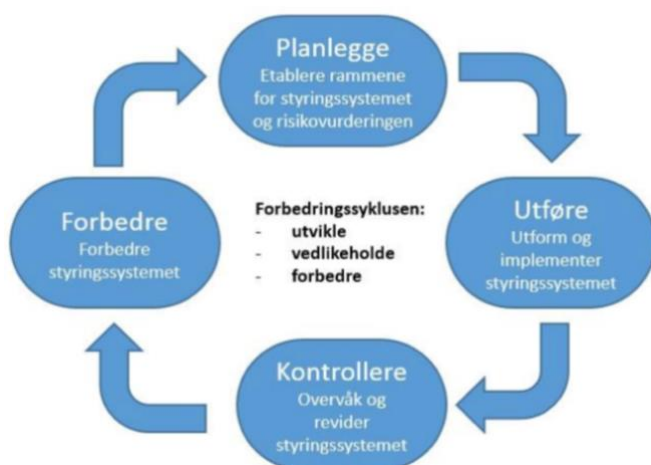 Planlegge
Etablere rammene
for styringssystemet
og risikovurderingen
Utføre
Utform og
implementer
styringssystemet
Kontrollere
Overvåk og
revider
styringssystemet
Forbedre
Forbedre
styringssystemet
Forbedringssyklusen:
- utvikle
- vedlikeholde
- forbedre